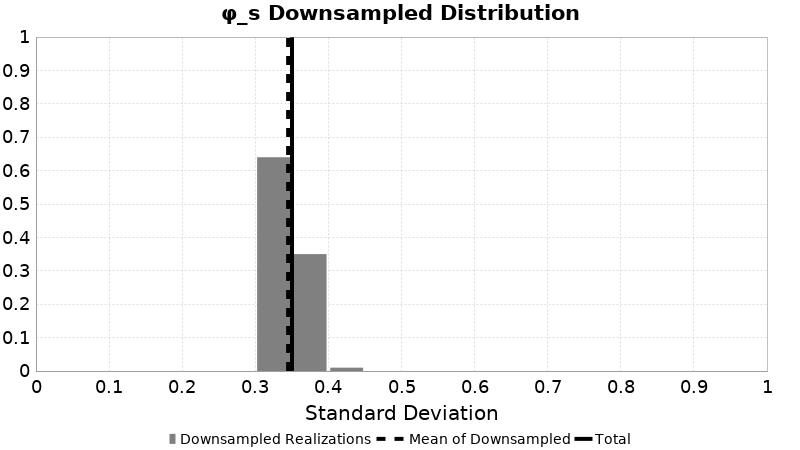 φ_s Downsampled Distribution
1
0.9
0.8
0.7
0.6
0.5
0.4
0.3
0.2
0.1
0
0 0.1 0.2 0.3 0.4 0.5 0.6 0.7 0.8 0.9 1
Standard Deviation
Downsampled Realizations Mean of Downsampled Total